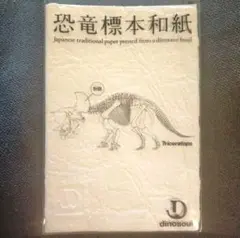 恐竜標本和紙
Japanese traditional paper pressed from a dinosaur fossil
Triceratops
dinosoul